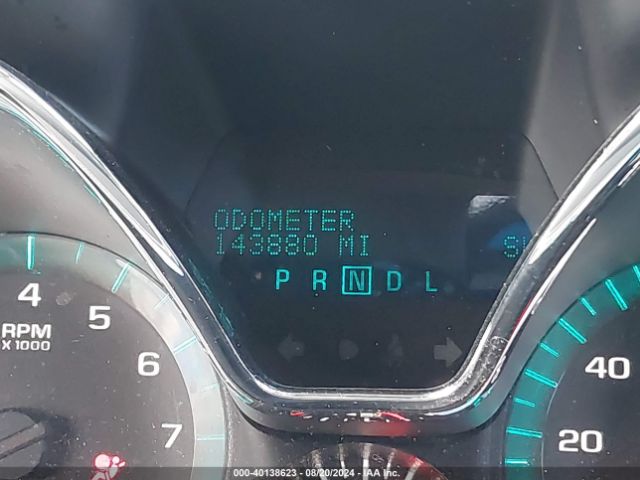 ODOMETER
143880 MI
P R N D L
4
5
6
7
RPM
X 1000
40
20
000-40138623 | 08/20/2024 | IAA Inc.